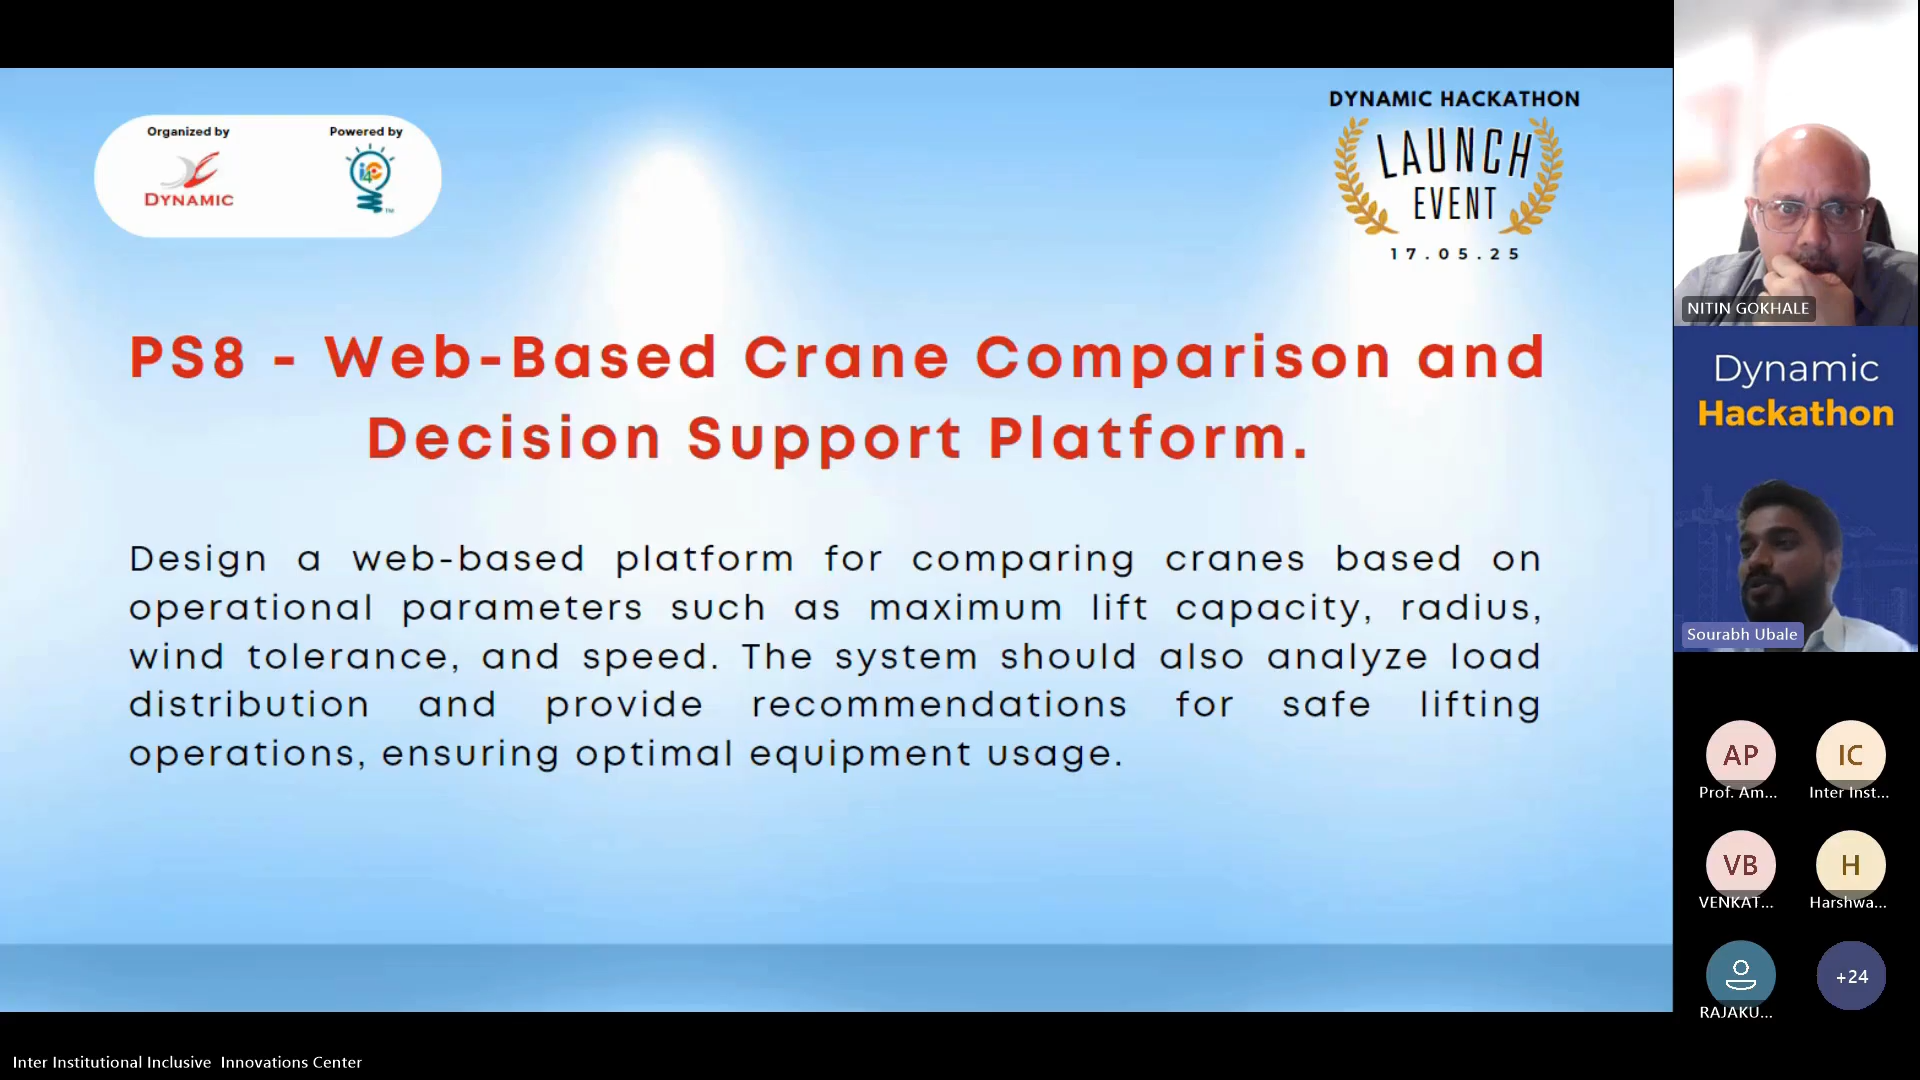 Organized by
Powered by
DYNAMIC
i4C
TM
DYNAMIC HACKATHON
LAUNCH
EVENT
17.05.25
PS8 - Web-Based Crane Comparison and
Decision Support Platform.
Design a web-based platform for comparing cranes based on
operational parameters such as maximum lift capacity, radius,
wind tolerance, and speed. The system should also analyze load
distribution and provide recommendations for safe lifting
operations, ensuring optimal equipment usage.
NITIN GOKHALE
Dynamic
Hackathon
Sourabh Ubale
AP
Prof. Am...
IC
Inter Inst...
VB
VENKAT...
H
Harshwa...
RAJAKU...
+24
Inter Institutional Inclusive Innovations Center